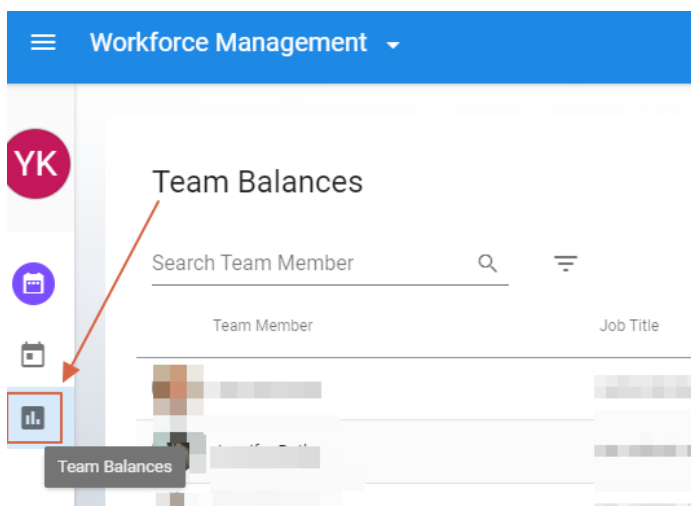 Workforce Management
YK
Team Balances
Search Team Member
Team Member
Job Title
Team Balances